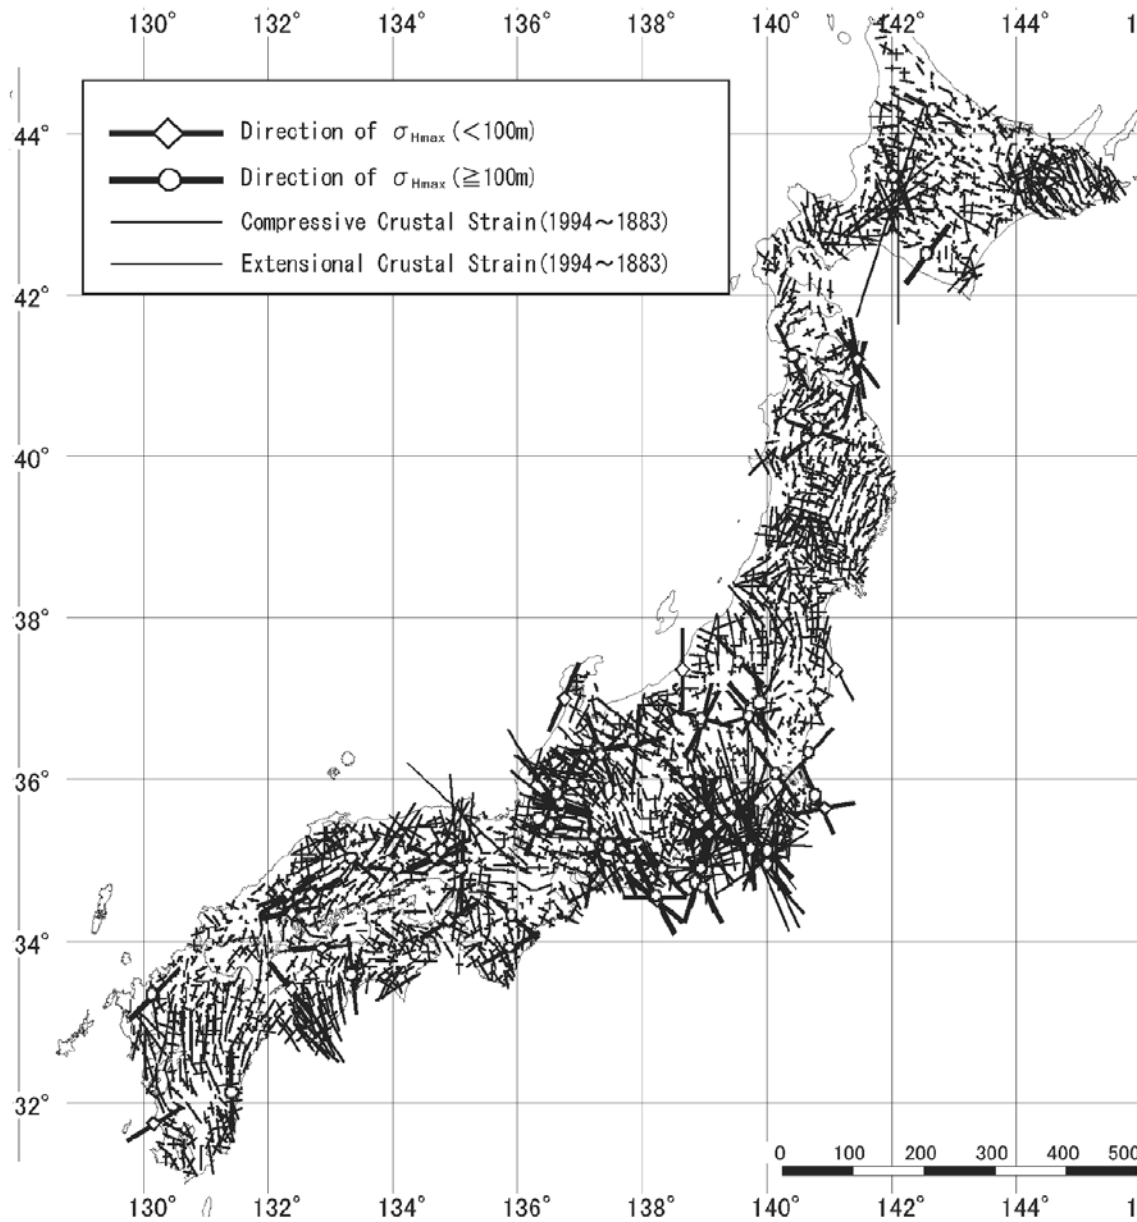 130° 132° 134° 136° 138° 140° 142° 144° 1
Direction of σHmax (<100m)
44°
Direction of σHmax (≧100m)
Compressive Crustal Strain(1994～1883)
Extensional Crustal Strain(1994～1883)
42°
40°
38°
36°
34°
32°
0 100 200 300 400 500
130° 132° 134° 136° 138° 140° 142° 144° 1